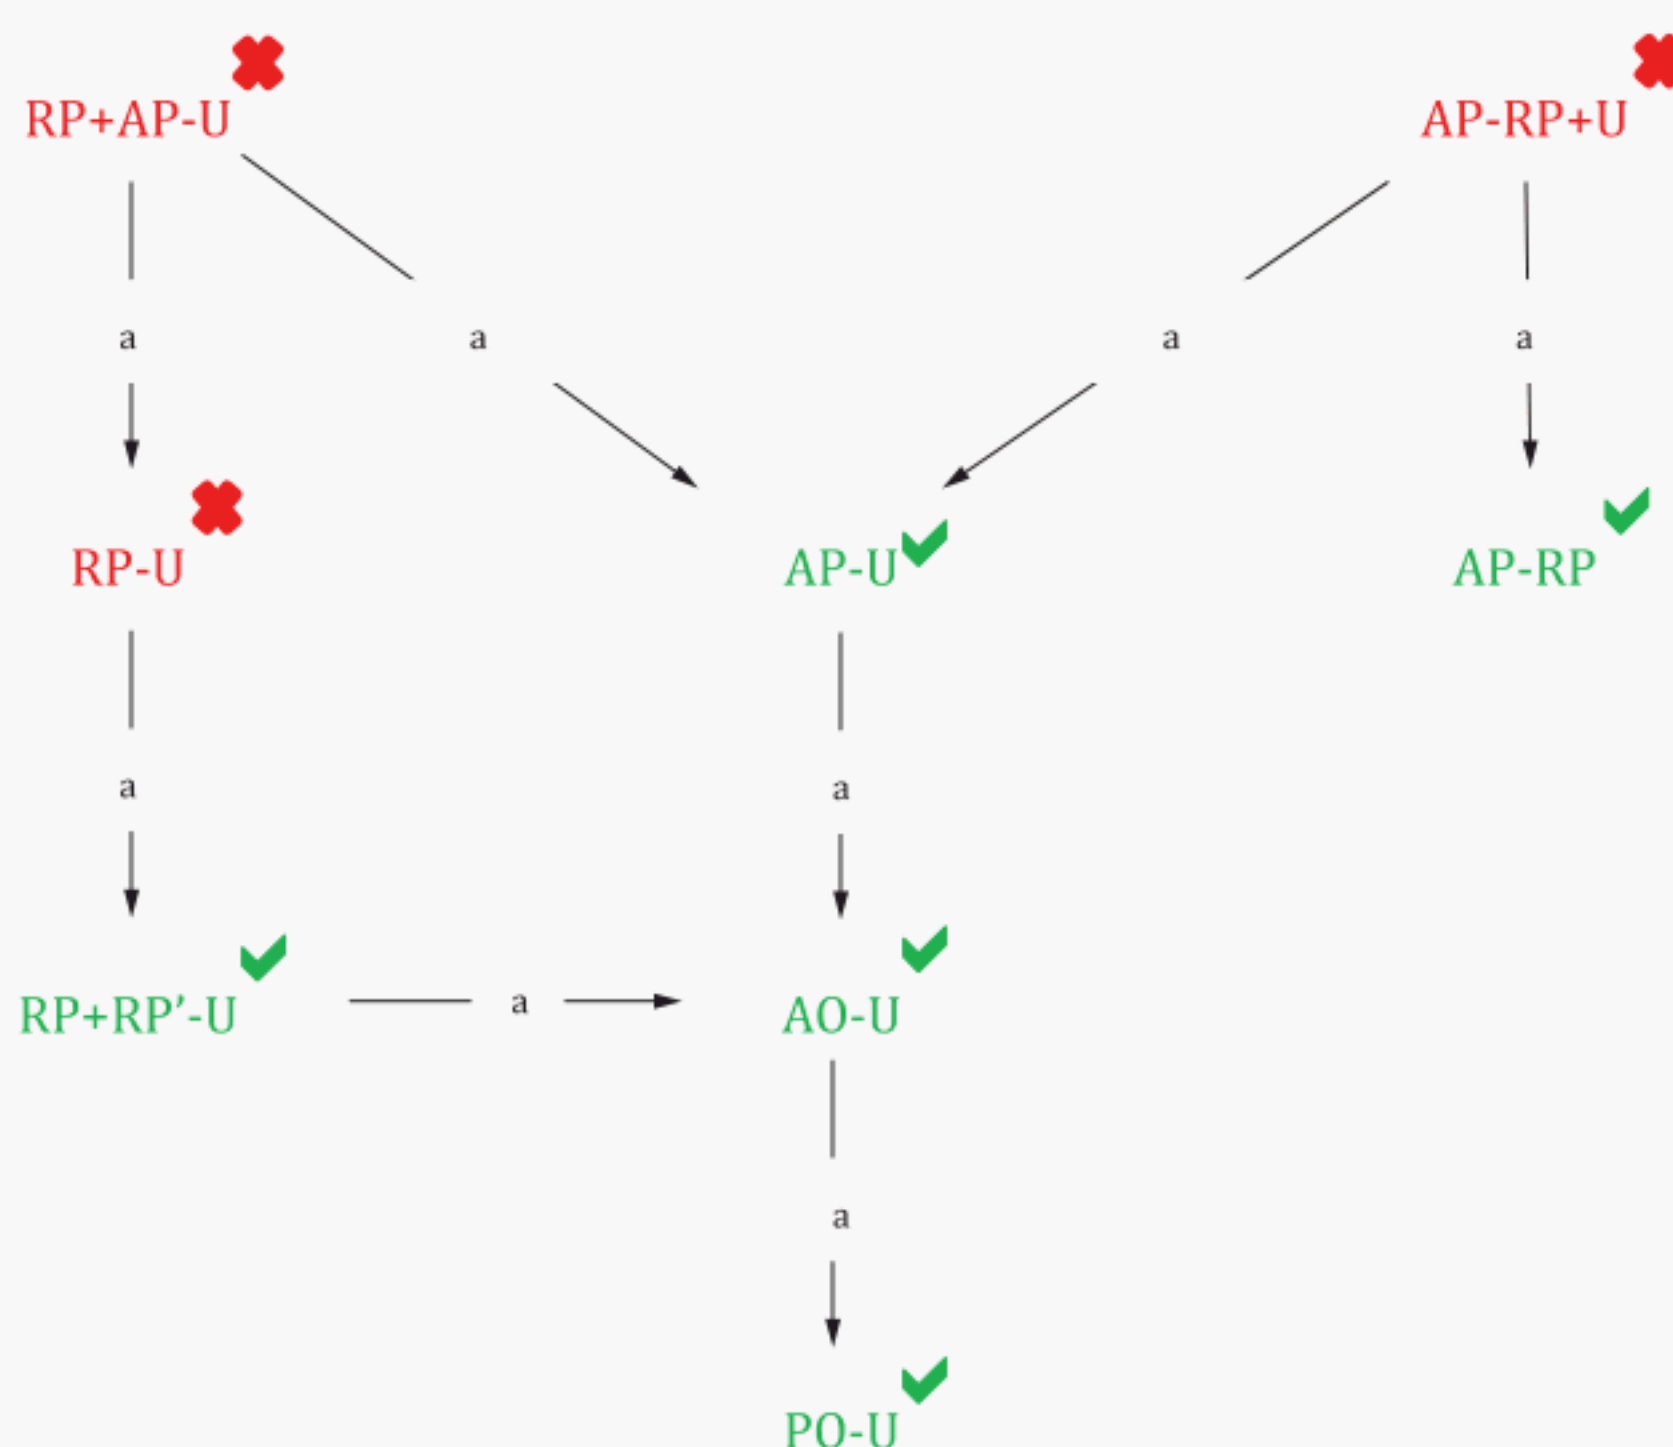 RP+AP-U AP-RP+U
a a a a
RP-U AP-U AP-RP
a a
RP+RP’-U a AO-U
a
PO-U